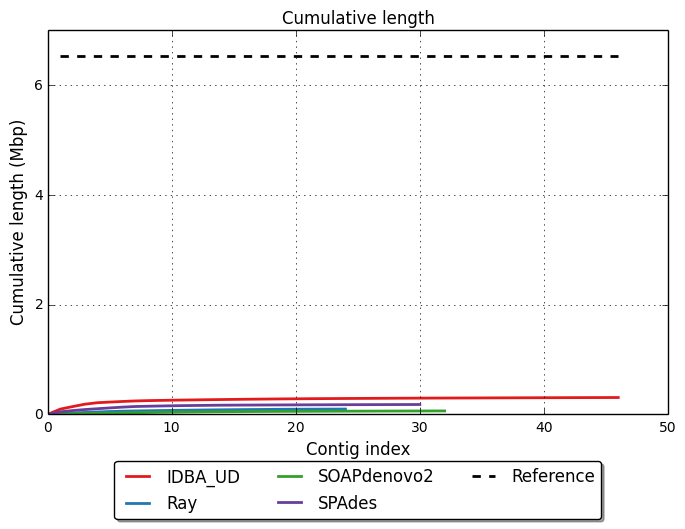 Cumulative length
Cumulative length (Mbp)
6
4
2
0
0 10 20 30 40 50
Contig index
IDBA_UD SOAPdenovo2 Reference
Ray SPAdes